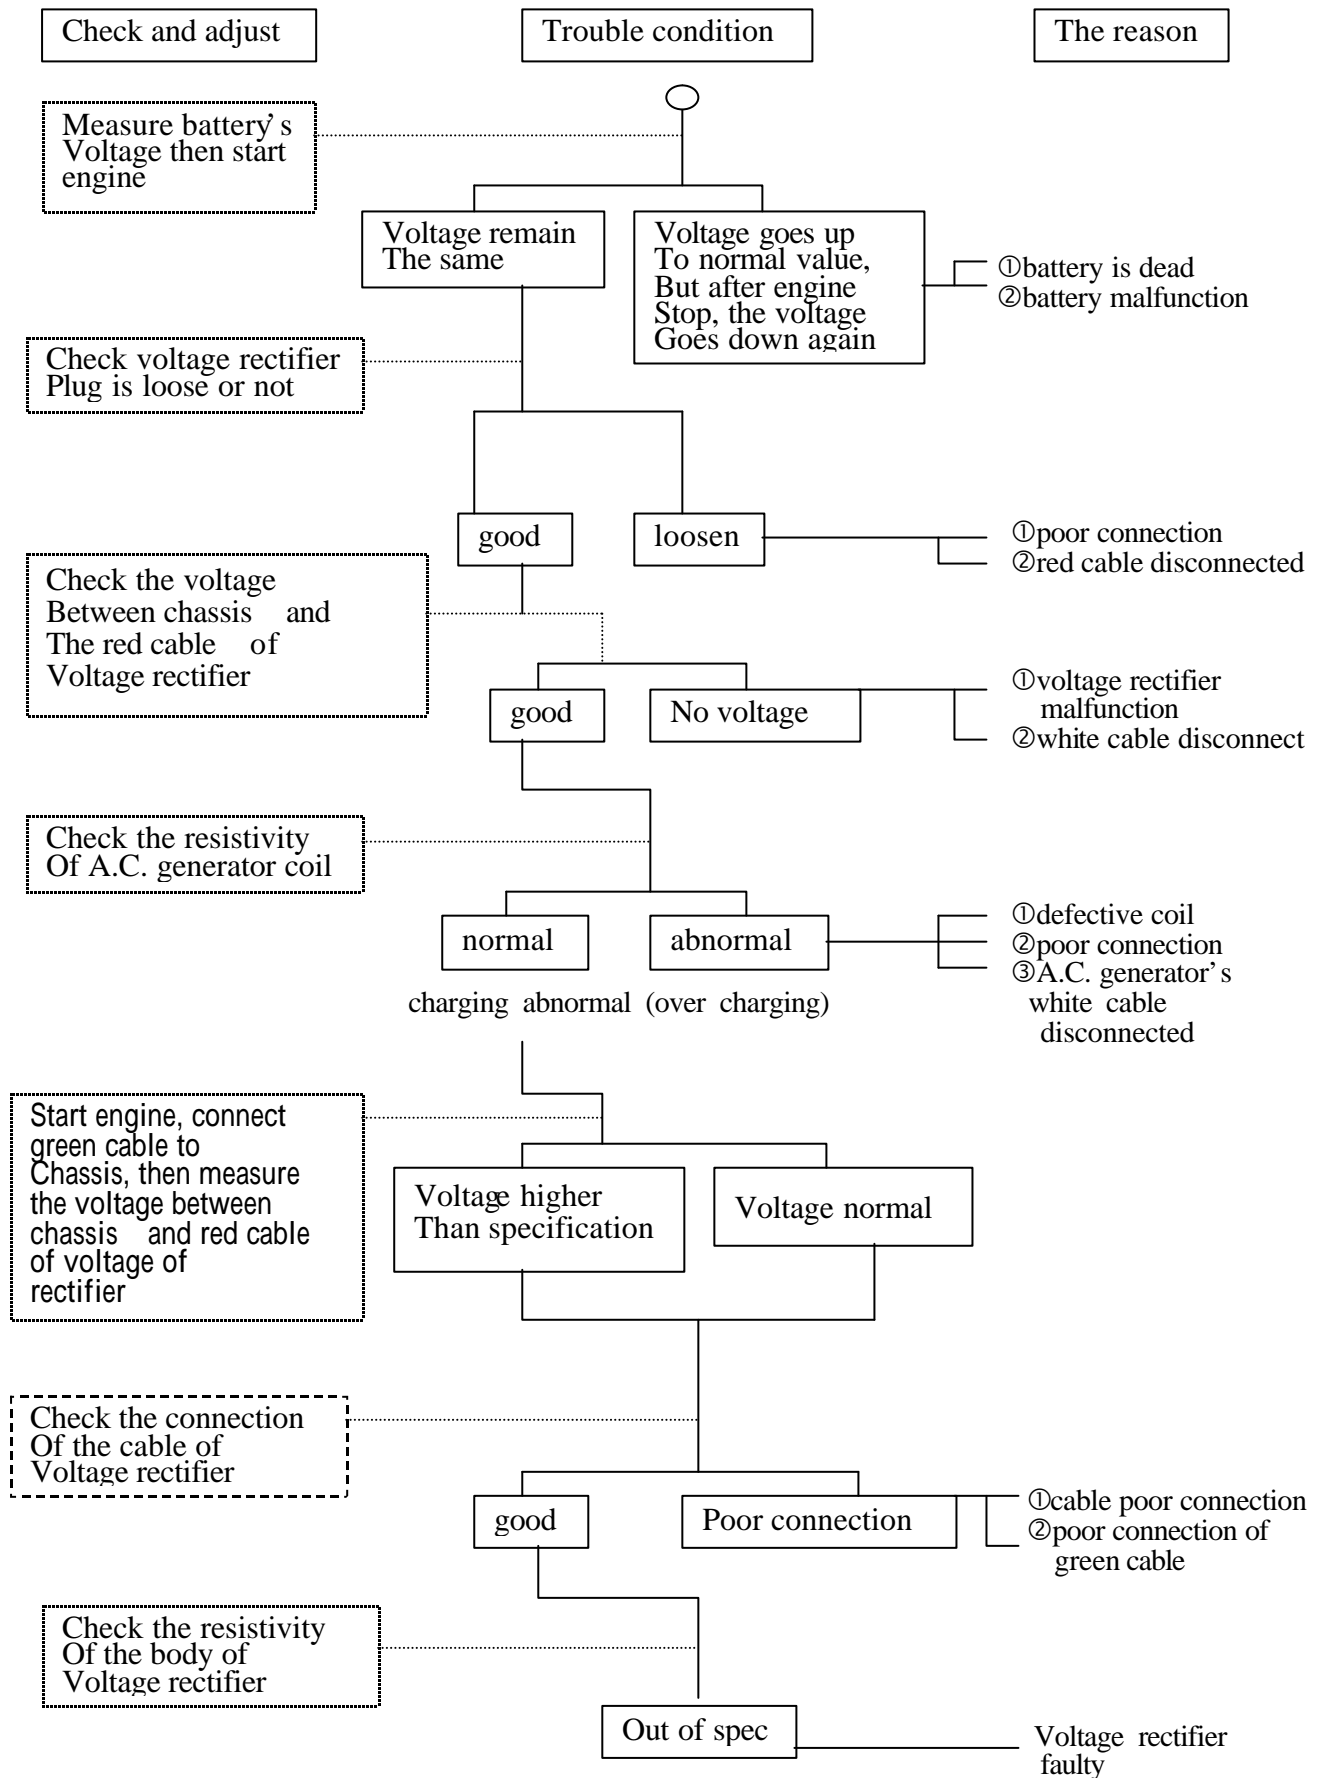 Check and adjust
Trouble condition
The reason
Measure battery's
Voltage then start
engine
Voltage remain
The same
Voltage goes up
To normal value,
But after engine
Stop, the voltage
Goes down again
①battery is dead
②battery malfunction
Check voltage rectifier
Plug is loose or not
good
loosen
①poor connection
②red cable disconnected
Check the voltage
Between chassis and
The red cable of
Voltage rectifier
good
No voltage
①voltage rectifier
malfunction
②white cable disconnect
Check the resistivity
Of A.C. generator coil
normal
abnormal
①defective coil
②poor connection
③A.C. generator's
white cable
disconnected
charging abnormal (over charging)
Start engine, connect
green cable to
Chassis, then measure
the voltage between
chassis and red cable
of voltage of
rectifier
Voltage higher
Than specification
Voltage normal
Check the connection
Of the cable of
Voltage rectifier
good
Poor connection
①cable poor connection
②poor connection of
green cable
Check the resistivity
Of the body of
Voltage rectifier
Out of spec
Voltage rectifier
faulty